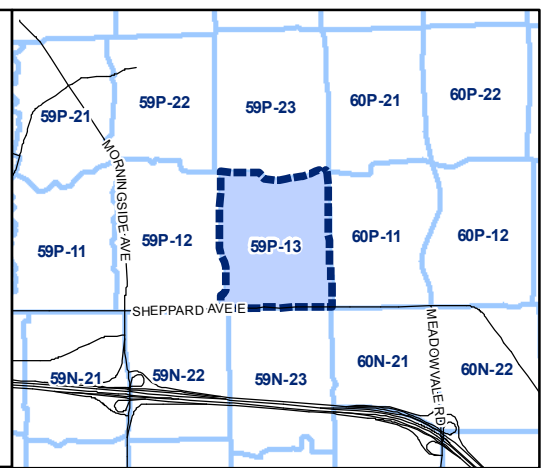 59P-21
59P-22
59P-23
60P-21
60P-22
MORNINGSIDE AVE
59P-11
59P-12
59P-13
60P-11
60P-12
SHEPPARD AVE E
MEADOWVALE RD
59N-21
59N-22
59N-23
60N-21
60N-22